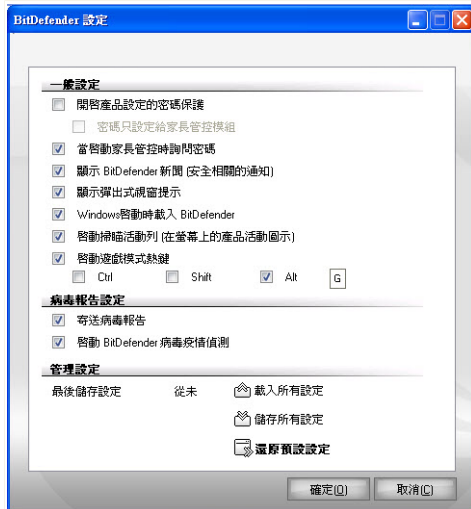 BitDefender 設定
一般設定
開啓產品設定的密碼保護
密碼只設定給家長管控模組
當啓動家長管控時詢問密碼
顯示 BitDefender 新聞 (安全相關的通知)
顯示彈出式視窗提示
Windows啓動時載入 BitDefender
啓動掃瞄活動列 (在螢幕上的產品活動圖示)
啓動遊戲模式熱鍵
Ctrl Shift Alt G
病毒報告設定
寄送病毒報告
啓動 BitDefender 病毒疫情偵測
管理設定
最後儲存設定 從未 載入所有設定
儲存所有設定
還原預設設定
確定(O) 取消(C)